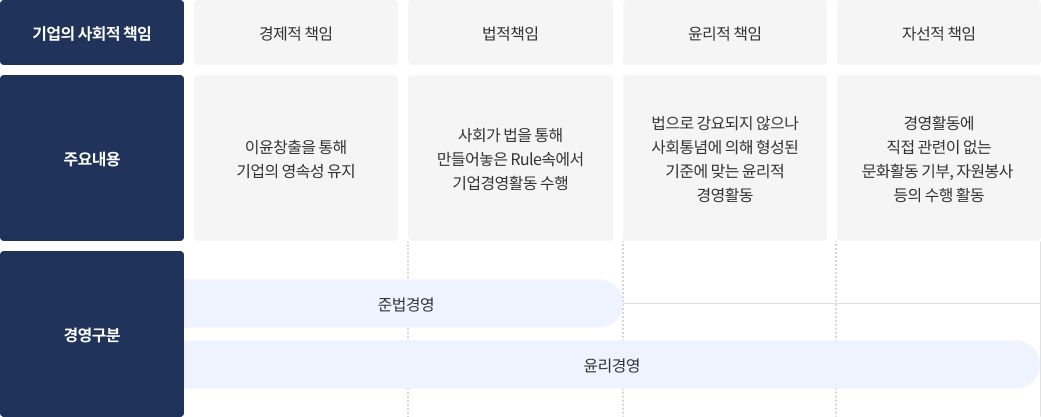 기업의 사회적 책임
경제적 책임
법적책임
윤리적 책임
자선적 책임
주요내용
이윤창출을 통해
기업의 영속성 유지
사회가 법을 통해
만들어놓은 Rule속에서
기업경영활동 수행
법으로 강요되지 않으나
사회통념에 의해 형성된
기준에 맞는 윤리적
경영활동
경영활동에
직접 관련이 없는
문화활동 기부, 자원봉사
등의 수행 활동
경영구분
준법경영
윤리경영